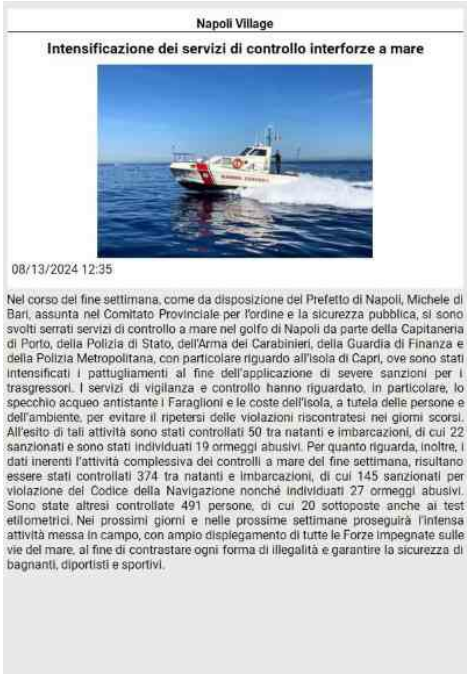 Napoli Village
Intensificazione dei servizi di controllo interforze a mare
GUARDIA COSTIERA
08/13/2024 12:35
Nel corso del fine settimana, come da disposizione del Prefetto di Napoli, Michele di
Bari, assunta nel Comitato Provinciale per l'ordine e la sicurezza pubblica, si sono
svolti serrati servizi di controllo a mare nel golfo di Napoli da parte della Capitaneria
di Porto, della Polizia di Stato, dell'Arma dei Carabinieri, della Guardia di Finanza e
della Polizia Metropolitana, con particolare riguardo all'isola di Capri, ove sono stati
intensificati i pattugliamenti al fine dell'applicazione di severe sanzioni per i
trasgressori. I servizi di vigilanza e controllo hanno riguardato, in particolare, lo
specchio acqueo antistante i Faraglioni e le coste dell'isola, a tutela delle persone e
dell'ambiente, per evitare il ripetersi delle violazioni riscontratesi nei giorni scorsi.
All'esito di tali attività sono stati controllati 50 tra natanti e imbarcazioni, di cui 22
sanzionati e sono stati individuati 19 ormeggi abusivi. Per quanto riguarda, inoltre, i
dati inerenti l'attività complessiva dei controlli a mare del fine settimana, risultano
essere stati controllati 374 tra natanti e imbarcazioni, di cui 145 sanzionati per
violazione del Codice della Navigazione nonché individuati 27 ormeggi abusivi.
Sono state altresì controllate 491 persone, di cui 20 sottoposte anche ai test
etilometrici. Nei prossimi giorni e nelle prossime settimane proseguirà l'intensa
attività messa in campo, con ampio displegamento di tutte le Forze impegnate sulle
vie del mare, al fine di contrastare ogni forma di illegalità e garantire la sicurezza di
bagnanti, diportisti e sportivi.